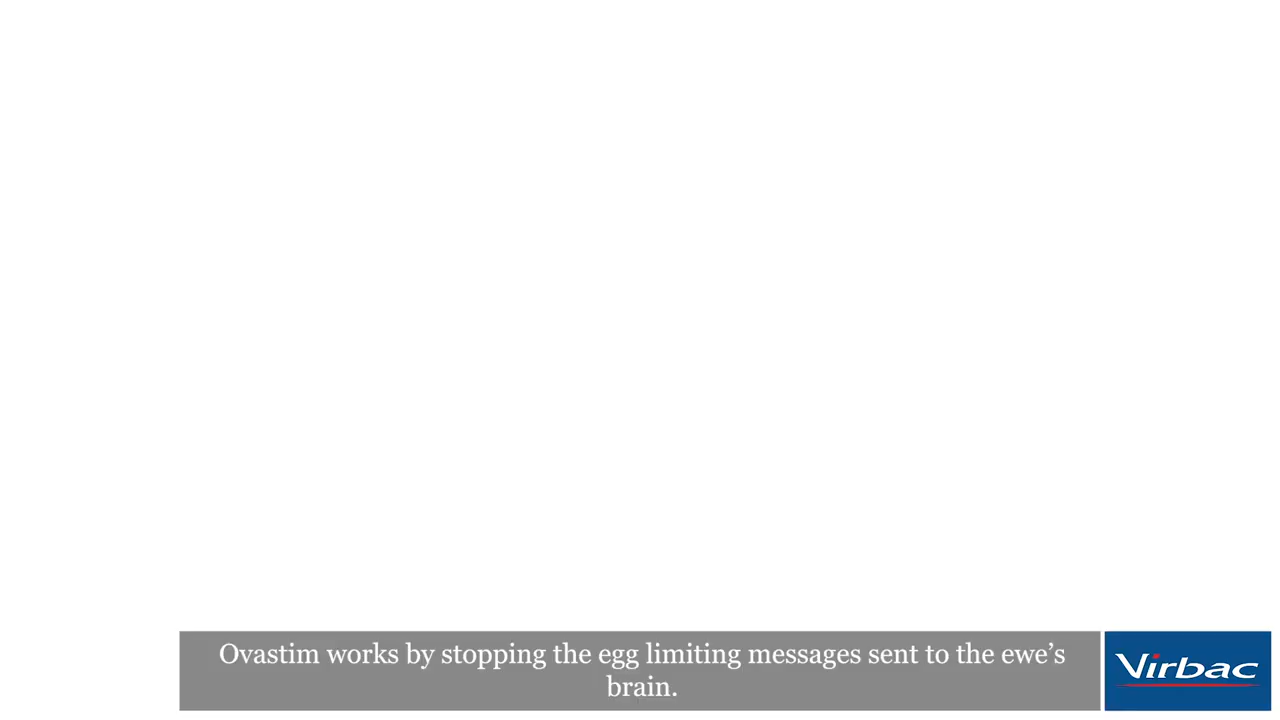 Ovastim works by stopping the egg limiting messages sent to the ewe’s
brain.
Virbac